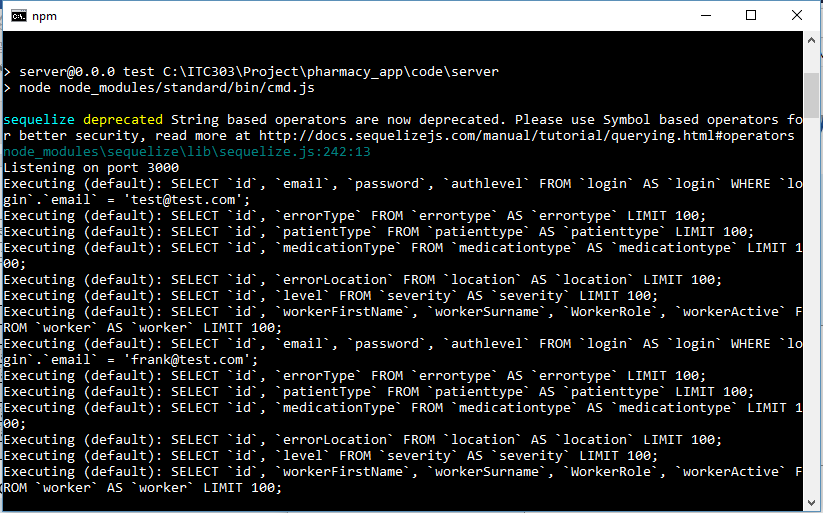 npm
> server@0.0.0 test C:\ITC303\Project\pharmacy_app\code\server
> node node_modules/standard/bin/cmd.js
sequelize deprecated String based operators are now deprecated. Please use Symbol based operators fo
r better security, read more at http://docs.sequelizejs.com/manual/tutorial/querying.html#operators
node_modules\sequelize\lib\sequelize.js:242:13
Listening on port 3000
Executing (default): SELECT `id`, `email`, `password`, `authlevel` FROM `login` AS `login` WHERE `lo
gin`.`email` = 'test@test.com';
Executing (default): SELECT `id`, `errorType` FROM `errortype` AS `errortype` LIMIT 100;
Executing (default): SELECT `id`, `patientType` FROM `patienttype` AS `patienttype` LIMIT 100;
Executing (default): SELECT `id`, `medicationType` FROM `medicationtype` AS `medicationtype` LIMIT 1
00;
Executing (default): SELECT `id`, `errorLocation` FROM `location` AS `location` LIMIT 100;
Executing (default): SELECT `id`, `level` FROM `severity` AS `severity` LIMIT 100;
Executing (default): SELECT `id`, `workerFirstName`, `workerSurname`, `WorkerRole`, `workerActive` F
ROM `worker` AS `worker` LIMIT 100;
Executing (default): SELECT `id`, `email`, `password`, `authlevel` FROM `login` AS `login` WHERE `lo
gin`.`email` = 'frank@test.com';
Executing (default): SELECT `id`, `errorType` FROM `errortype` AS `errortype` LIMIT 100;
Executing (default): SELECT `id`, `patientType` FROM `patienttype` AS `patienttype` LIMIT 100;
Executing (default): SELECT `id`, `medicationType` FROM `medicationtype` AS `medicationtype` LIMIT 1
00;
Executing (default): SELECT `id`, `errorLocation` FROM `location` AS `location` LIMIT 100;
Executing (default): SELECT `id`, `level` FROM `severity` AS `severity` LIMIT 100;
Executing (default): SELECT `id`, `workerFirstName`, `workerSurname`, `WorkerRole`, `workerActive` F
ROM `worker` AS `worker` LIMIT 100;